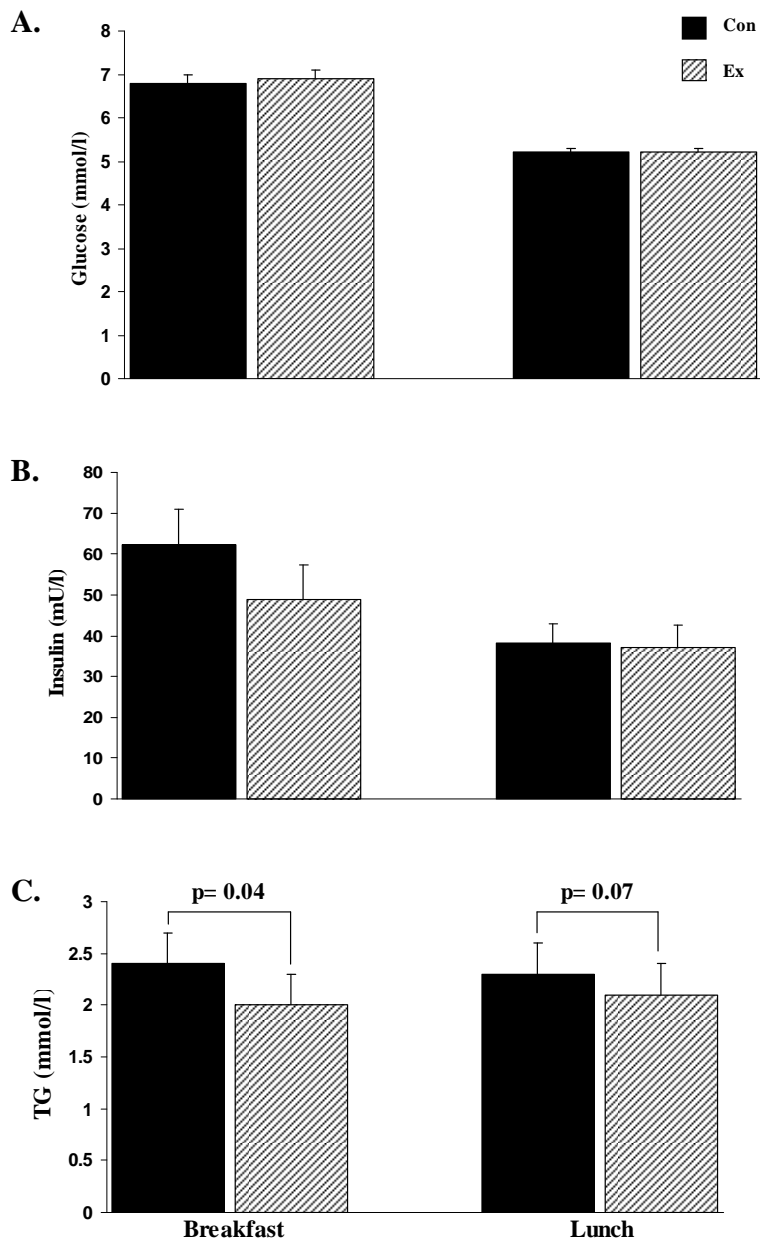 A.
Con
Ex
Glucose (mmol/l)
8
7
6
5
4
3
2
1
0
B.
Insulin (mU/l)
80
70
60
50
40
30
20
10
0
C.
p= 0.04
p= 0.07
TG (mmol/l)
3
2.5
2
1.5
1
0.5
0
Breakfast
Lunch